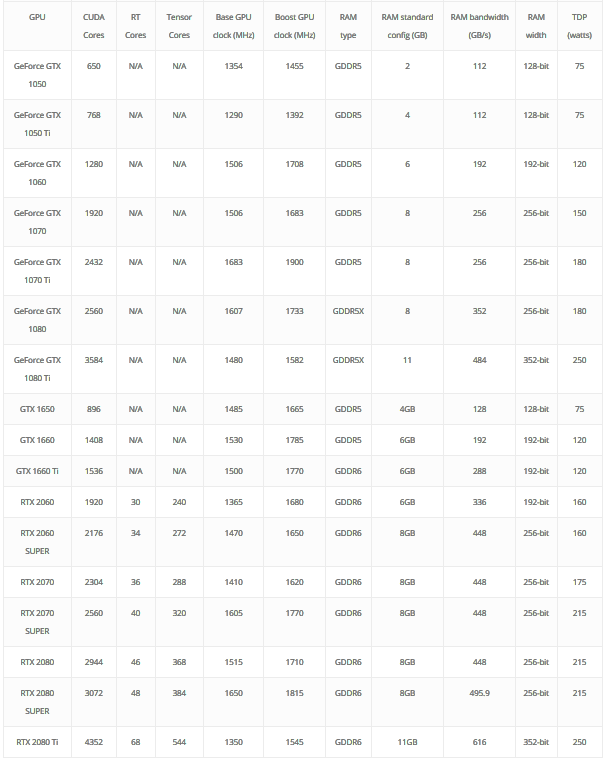 GPU CUDA RT Tensor Base GPU Boost GPU RAM RAM standard RAM bandwidth RAM TDP
Cores Cores Cores clock (MHz) clock (MHz) type config (GB) (GB/s) width (watts)
GeForce GTX 650 N/A N/A 1354 1455 GDDR5 2 112 128-bit 75
1050
GeForce GTX 768 N/A N/A 1290 1392 GDDR5 4 112 128-bit 75
1050 Ti
GeForce GTX 1280 N/A N/A 1506 1708 GDDR5 6 192 192-bit 120
1060
GeForce GTX 1920 N/A N/A 1506 1683 GDDR5 8 256 256-bit 150
1070
GeForce GTX 2432 N/A N/A 1683 1900 GDDR5 8 256 256-bit 180
1070 Ti
GeForce GTX 2560 N/A N/A 1607 1733 GDDR5X 8 352 256-bit 180
1080
GeForce GTX 3584 N/A N/A 1480 1582 GDDR5X 11 484 352-bit 250
1080 Ti
GTX 1650 896 N/A N/A 1485 1665 GDDR5 4GB 128 128-bit 75
GTX 1660 1408 N/A N/A 1530 1785 GDDR5 6GB 192 192-bit 120
GTX 1660 Ti 1536 N/A N/A 1500 1770 GDDR6 6GB 288 192-bit 120
RTX 2060 1920 30 240 1365 1680 GDDR6 6GB 336 192-bit 160
RTX 2060 2176 34 272 1470 1650 GDDR6 8GB 448 256-bit 160
SUPER
RTX 2070 2304 36 288 1410 1620 GDDR6 8GB 448 256-bit 175
RTX 2070 2560 40 320 1605 1770 GDDR6 8GB 448 256-bit 215
SUPER
RTX 2080 2944 46 368 1515 1710 GDDR6 8GB 448 256-bit 215
RTX 2080 3072 48 384 1650 1815 GDDR6 8GB 495.9 256-bit 215
SUPER
RTX 2080 Ti 4352 68 544 1350 1545 GDDR6 11GB 616 352-bit 250